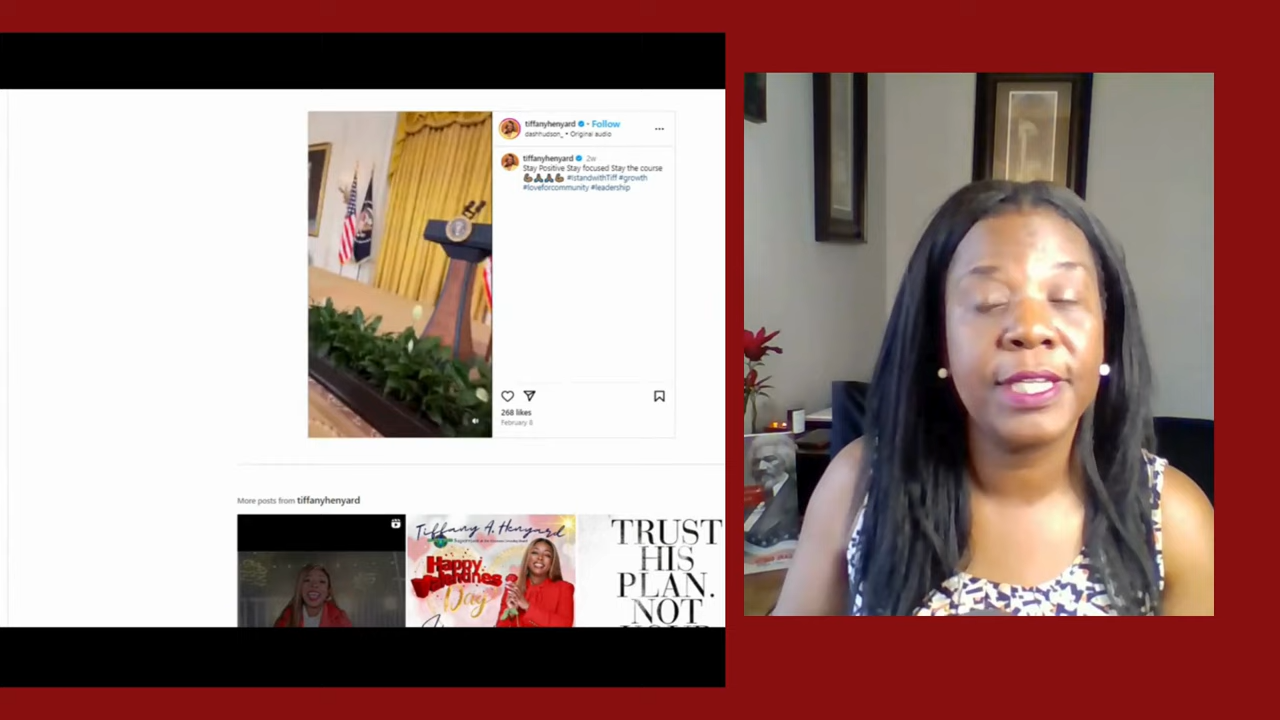 tiffanyhenyard • Follow
dashhudson_ • Original audio
tiffanyhenyard 2w
Stay Positive Stay focused Stay the course
#IstandwithTiff #growth
#loveforcommunity #leadership
268 likes
February 8
More posts from tiffanyhenyard
Tiffany A. Henyard
Happy
Valentines
Day
TRUST
HIS
PLAN.
NOT